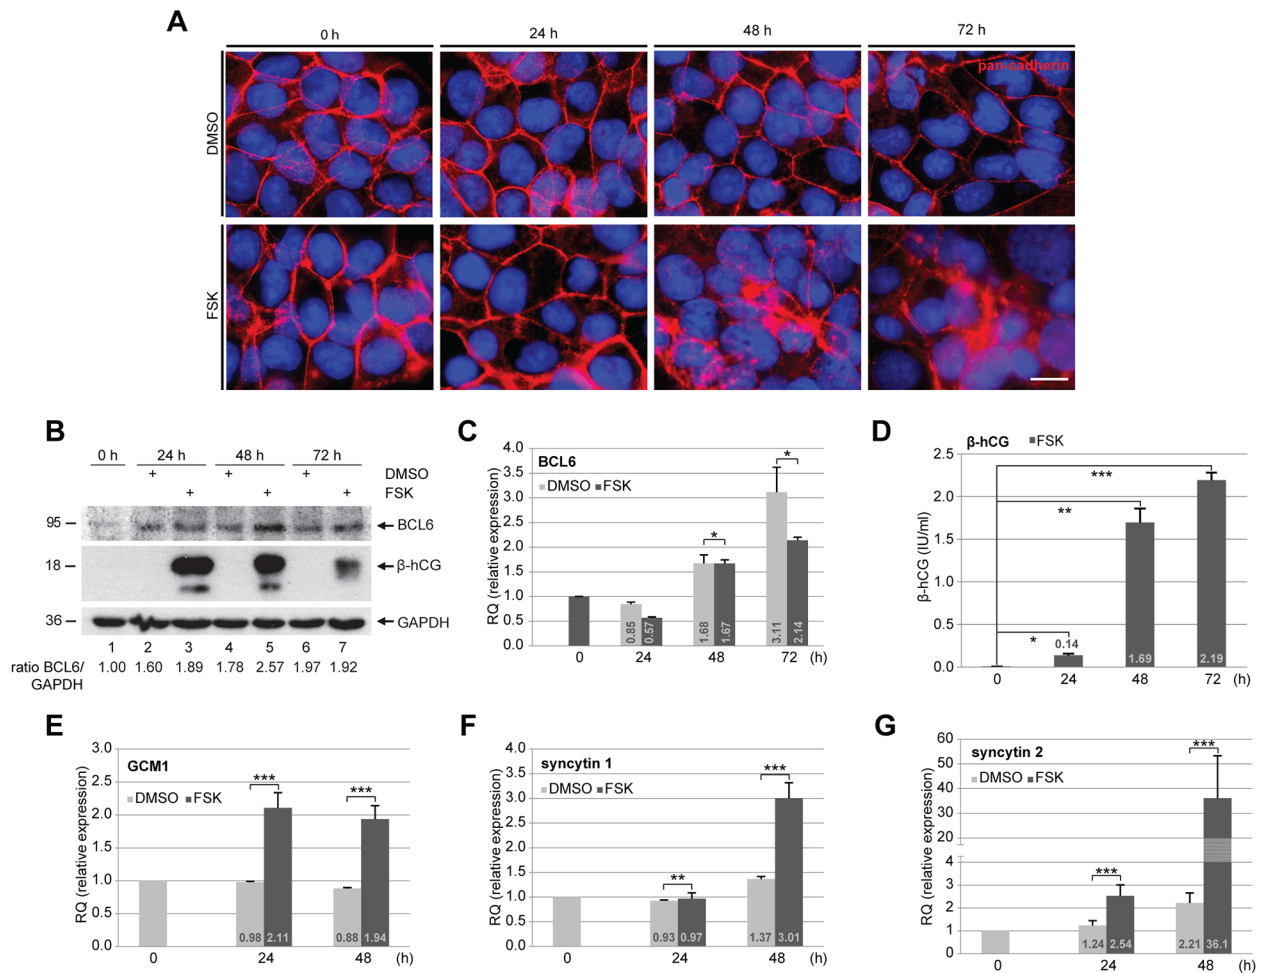 A
0 h 24 h 48 h 72 h
DMSO
pan-cadherin
FSK
B
0 h 24 h 48 h 72 h
+ + + DMSO
+ + + FSK
95 BCL6
18 β-hCG
36 GAPDH
1 2 3 4 5 6 7
ratio BCL6/ 1.00 1.60 1.89 1.78 2.57 1.97 1.92
GAPDH
C
BCL6
DMSO FSK
RQ (relative expression)
4.0
3.5
3.0
2.5
2.0
1.5
1.0
0.5
0.0
* *
0.85 0.57 1.68 1.67 3.11 2.14
0 24 48 72 (h)
D
β-hCG FSK
β-hCG (IU/ml)
2.5
2.0
1.5
1.0
0.5
0.0
***
**
*
0.14 1.69 2.19
0 24 48 72 (h)
E
GCM1
DMSO FSK
RQ (relative expression)
3.0
2.5
2.0
1.5
1.0
0.5
0.0
*** ***
0.98 2.11 0.88 1.94
0 24 48 (h)
F
syncytin 1
DMSO FSK
RQ (relative expression)
4.0
3.5
3.0
2.5
2.0
1.5
1.0
0.5
0.0
** ***
0.93 0.97 1.37 3.01
0 24 48 (h)
G
syncytin 2
DMSO FSK
RQ (relative expression)
60
50
40
30
20
4
3
2
1
0
*** ***
1.24 2.54 2.21 36.1
0 24 48 (h)